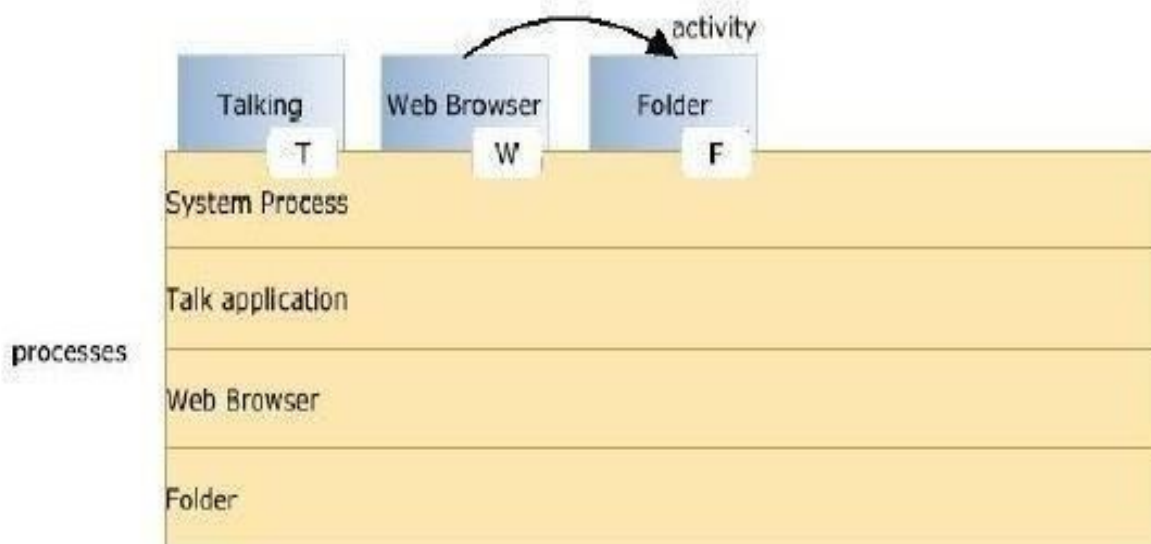 activity
Talking
Web Browser
Folder
T
W
F
System Process
Talk application
processes
Web Browser
Folder